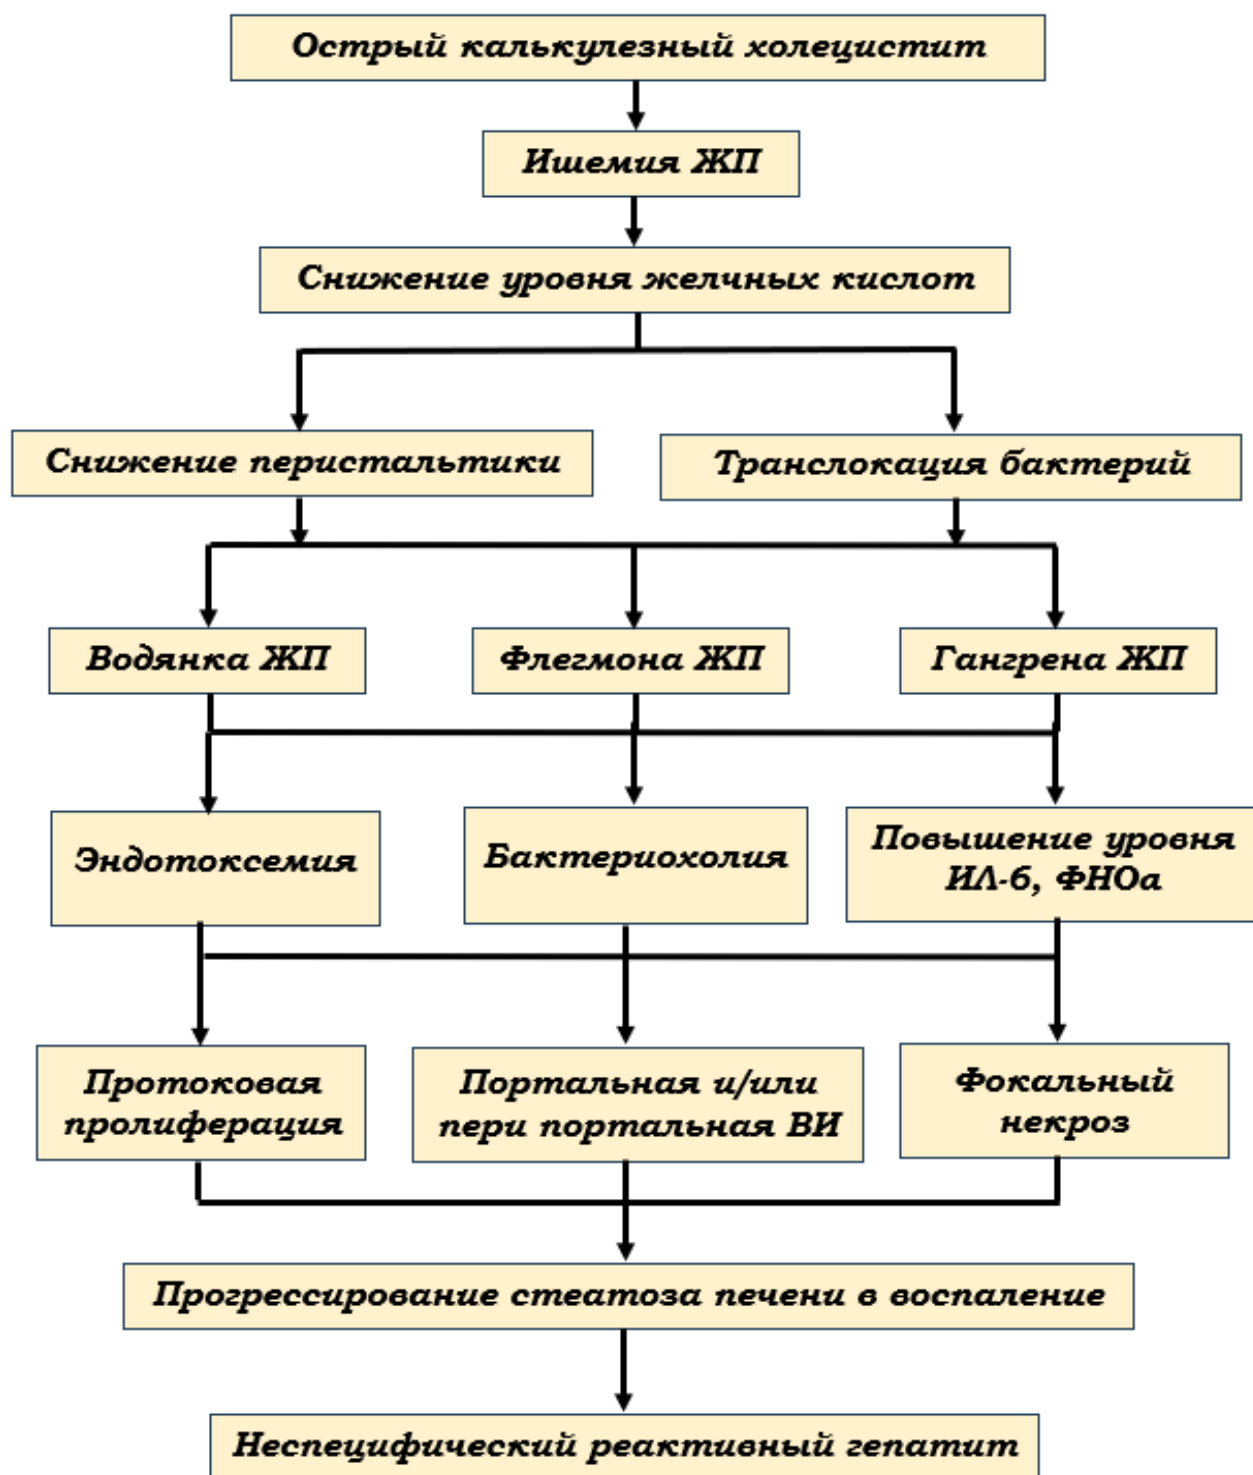 Острый калькулезный холецистит
Ишемия ЖП
Снижение уровня желчных кислот
Снижение перистальтики
Транслокация бактерий
Водянка ЖП
Флегмона ЖП
Гангрена ЖП
Эндотоксемия
Бактериохолия
Повышение уровня
ИЛ-6, ФНОа
Протоковая
пролиферация
Портальная и/или
пери портальная ВИ
Фокальный
некроз
Прогрессирование стеатоза печени в воспаление
Неспецифический реактивный гепатит